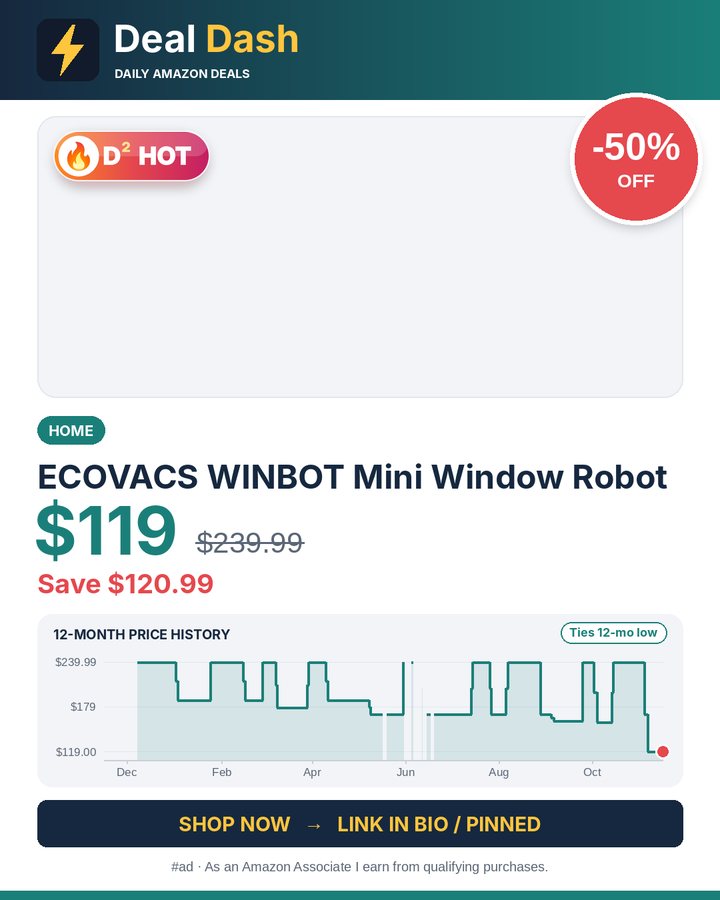 Deal Dash
DAILY AMAZON DEALS
D² HOT
-50%
OFF
HOME
ECOVACS WINBOT Mini Window Robot
$119 $239.99
Save $120.99
12-MONTH PRICE HISTORY
Ties 12-mo low
$239.99
$179
$119.00
Dec Feb Apr Jun Aug Oct
SHOP NOW → LINK IN BIO / PINNED
#ad · As an Amazon Associate I earn from qualifying purchases.